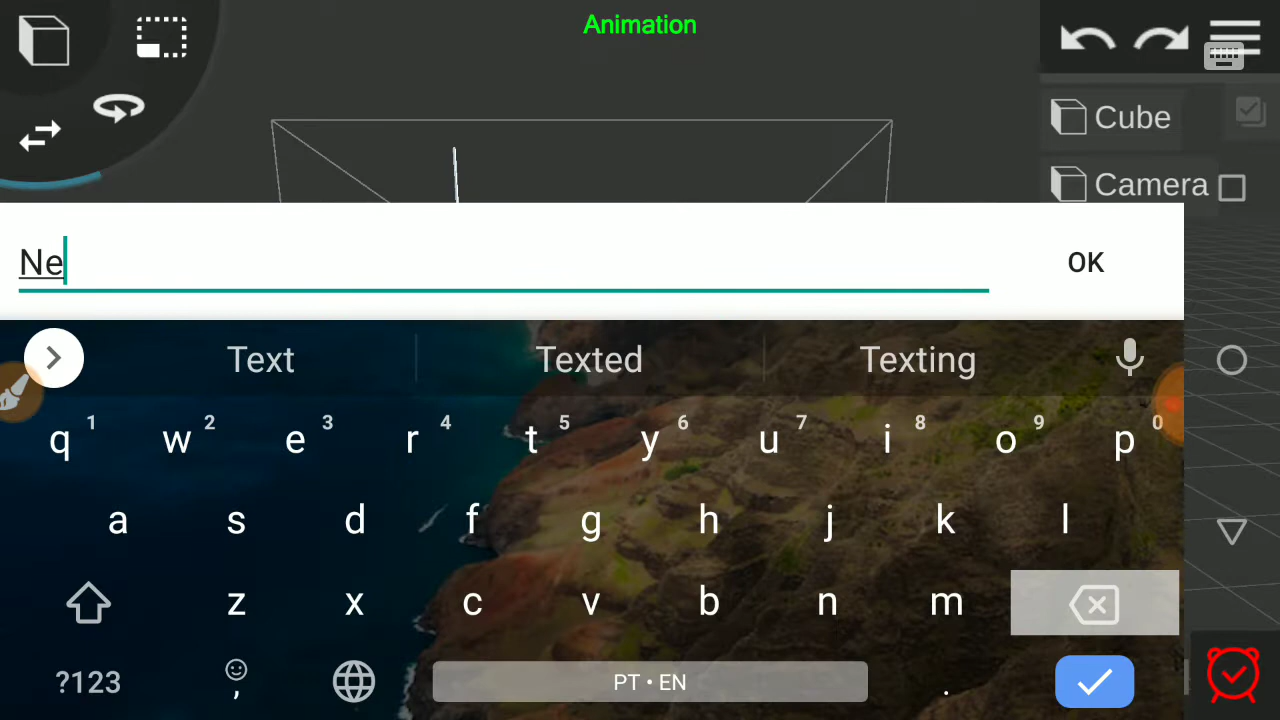 Animation
Cube
Camera
Ne
OK
Text Texted Texting
q 1 w 2 e 3 r 4 t 5 y 6 u 7 i 8 o 9 p 0
a s d f g h j k l
z x c v b n m
?123 , PT • EN .